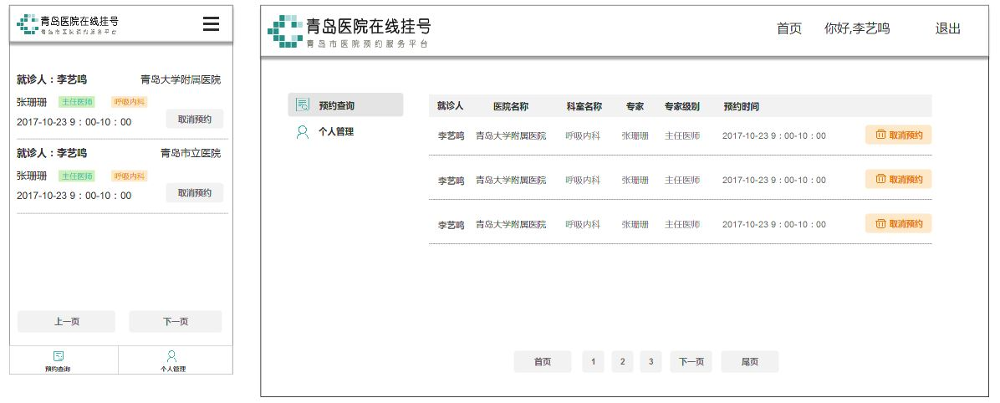 青岛医院在线挂号
青岛市医院预约服务平台
就诊人：李艺鸣 青岛大学附属医院
张珊珊 主任医师 呼吸内科
2017-10-23 9：00-10：00 取消预约
就诊人：李艺鸣 青岛市立医院
张珊珊 主任医师 呼吸内科
2017-10-23 9：00-10：00 取消预约
上一页 下一页
预约查询 个人管理
青岛医院在线挂号
青岛市医院预约服务平台
首页 你好,李艺鸣 退出
预约查询
个人管理
就诊人 医院名称 科室名称 专家 专家级别 预约时间
李艺鸣 青岛大学附属医院 呼吸内科 张珊珊 主任医师 2017-10-23 9：00-10：00 取消预约
李艺鸣 青岛大学附属医院 呼吸内科 张珊珊 主任医师 2017-10-23 9：00-10：00 取消预约
李艺鸣 青岛大学附属医院 呼吸内科 张珊珊 主任医师 2017-10-23 9：00-10：00 取消预约
首页 1 2 3 下一页 尾页